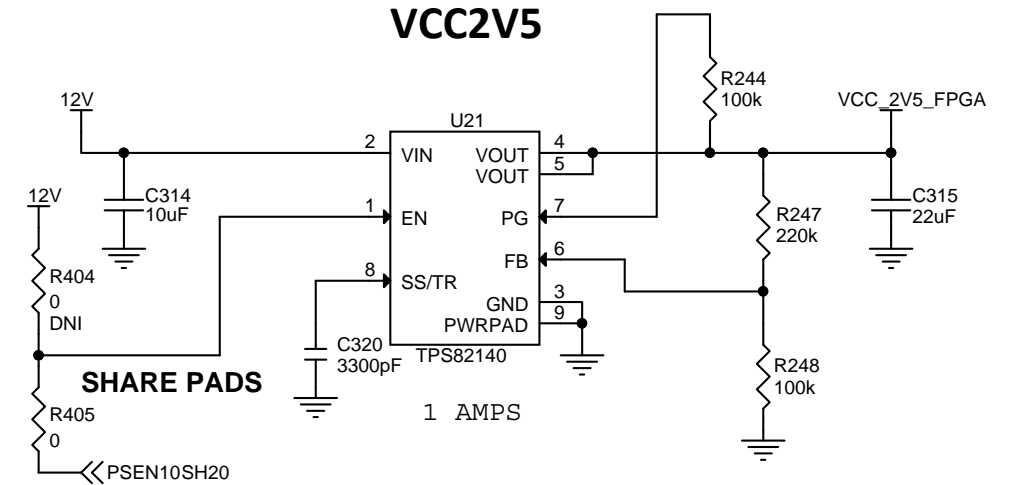 VCC2V5
12V
R244
100k
VCC_2V5_FPGA
U21
2
VIN
VOUT
4
VOUT
5
C314
10uF
12V
1
EN
PG
7
R247
220k
C315
22uF
FB
6
8
SS/TR
R404
0
DNI
GND
3
PWRPAD
9
C320
3300pF
TPS82140
SHARE PADS
R248
100k
R405
0
1 AMPS
PSEN10SH20